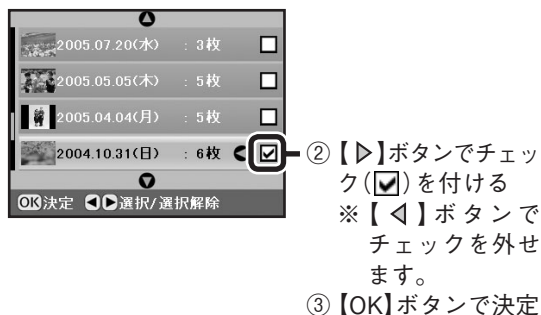 2005.07.20(水) : 3枚
2005.05.05(木) : 5枚
2005.04.04(月) : 5枚
2004.10.31(日) : 6枚
OK決定 ◀▶選択/選択解除
②【▷】ボタンでチェッ
ク(☑)を付ける
※【◁】ボタンで
チェックを外せ
ます。
③【OK】ボタンで決定